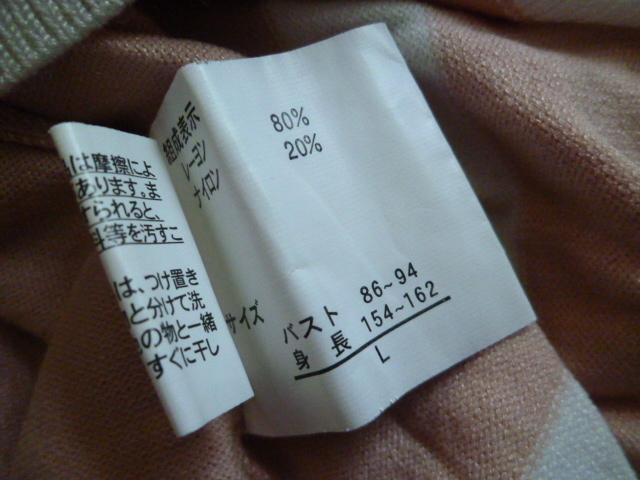 組成表示
レーヨン 80%
ナイロン 20%
サイズ
バスト 86~94
身長 154~162
L
は摩擦によ
あります。ま
られると、
等を汚すこ
は、つけ置き
と分けて洗
の物と一緒
すぐに干し